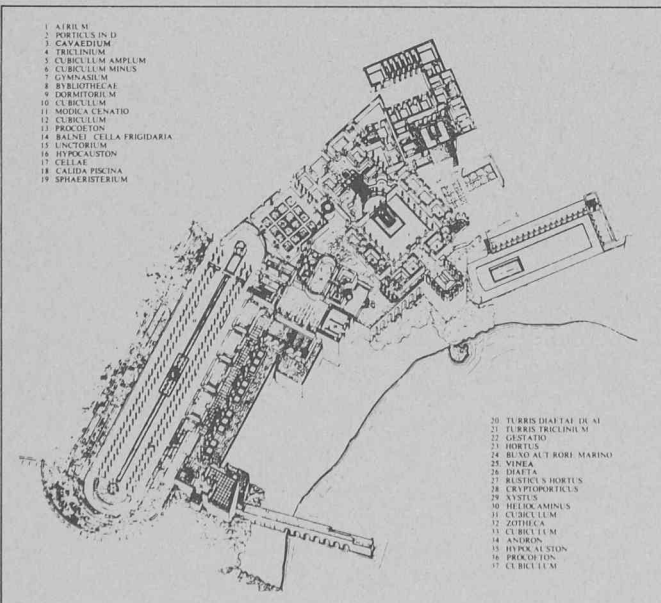 1 ATRIUM
2 PORTICUS IN D
3 CAVAEDIUM
4 TRICLINIUM
5 CUBICULUM AMPLUM
6 CUBICULUM MINUS
7 GYMNASIUM
8 BYBLIOTHECAE
9 DORMITORIUM
10 CUBICULUM
11 MODICA CENATIO
12 CUBICULUM
13 PROCOETON
14 BALNEI CELLA FRIGIDARIA
15 UNCTORIUM
16 HYPOCAUSTON
17 CELLAE
18 CALIDA PISCINA
19 SPHAERISTERIUM
20 TURRIS DIAETAE DUAE
21 TURRIS TRICLINIUM
22 GESTATIO
23 HORTUS
24 BUXO AUT RORE MARINO
25 VINEA
26 DIAETA
27 RUSTICUS HORTUS
28 CRYPTOPORTICUS
29 XYSTUS
30 HELIOCAMINUS
31 CUBICULUM
32 ZOTHECA
33 CUBICULUM
34 ANDRON
35 HYPOCAUSTON
36 PROCOETON
37 CUBICULUM